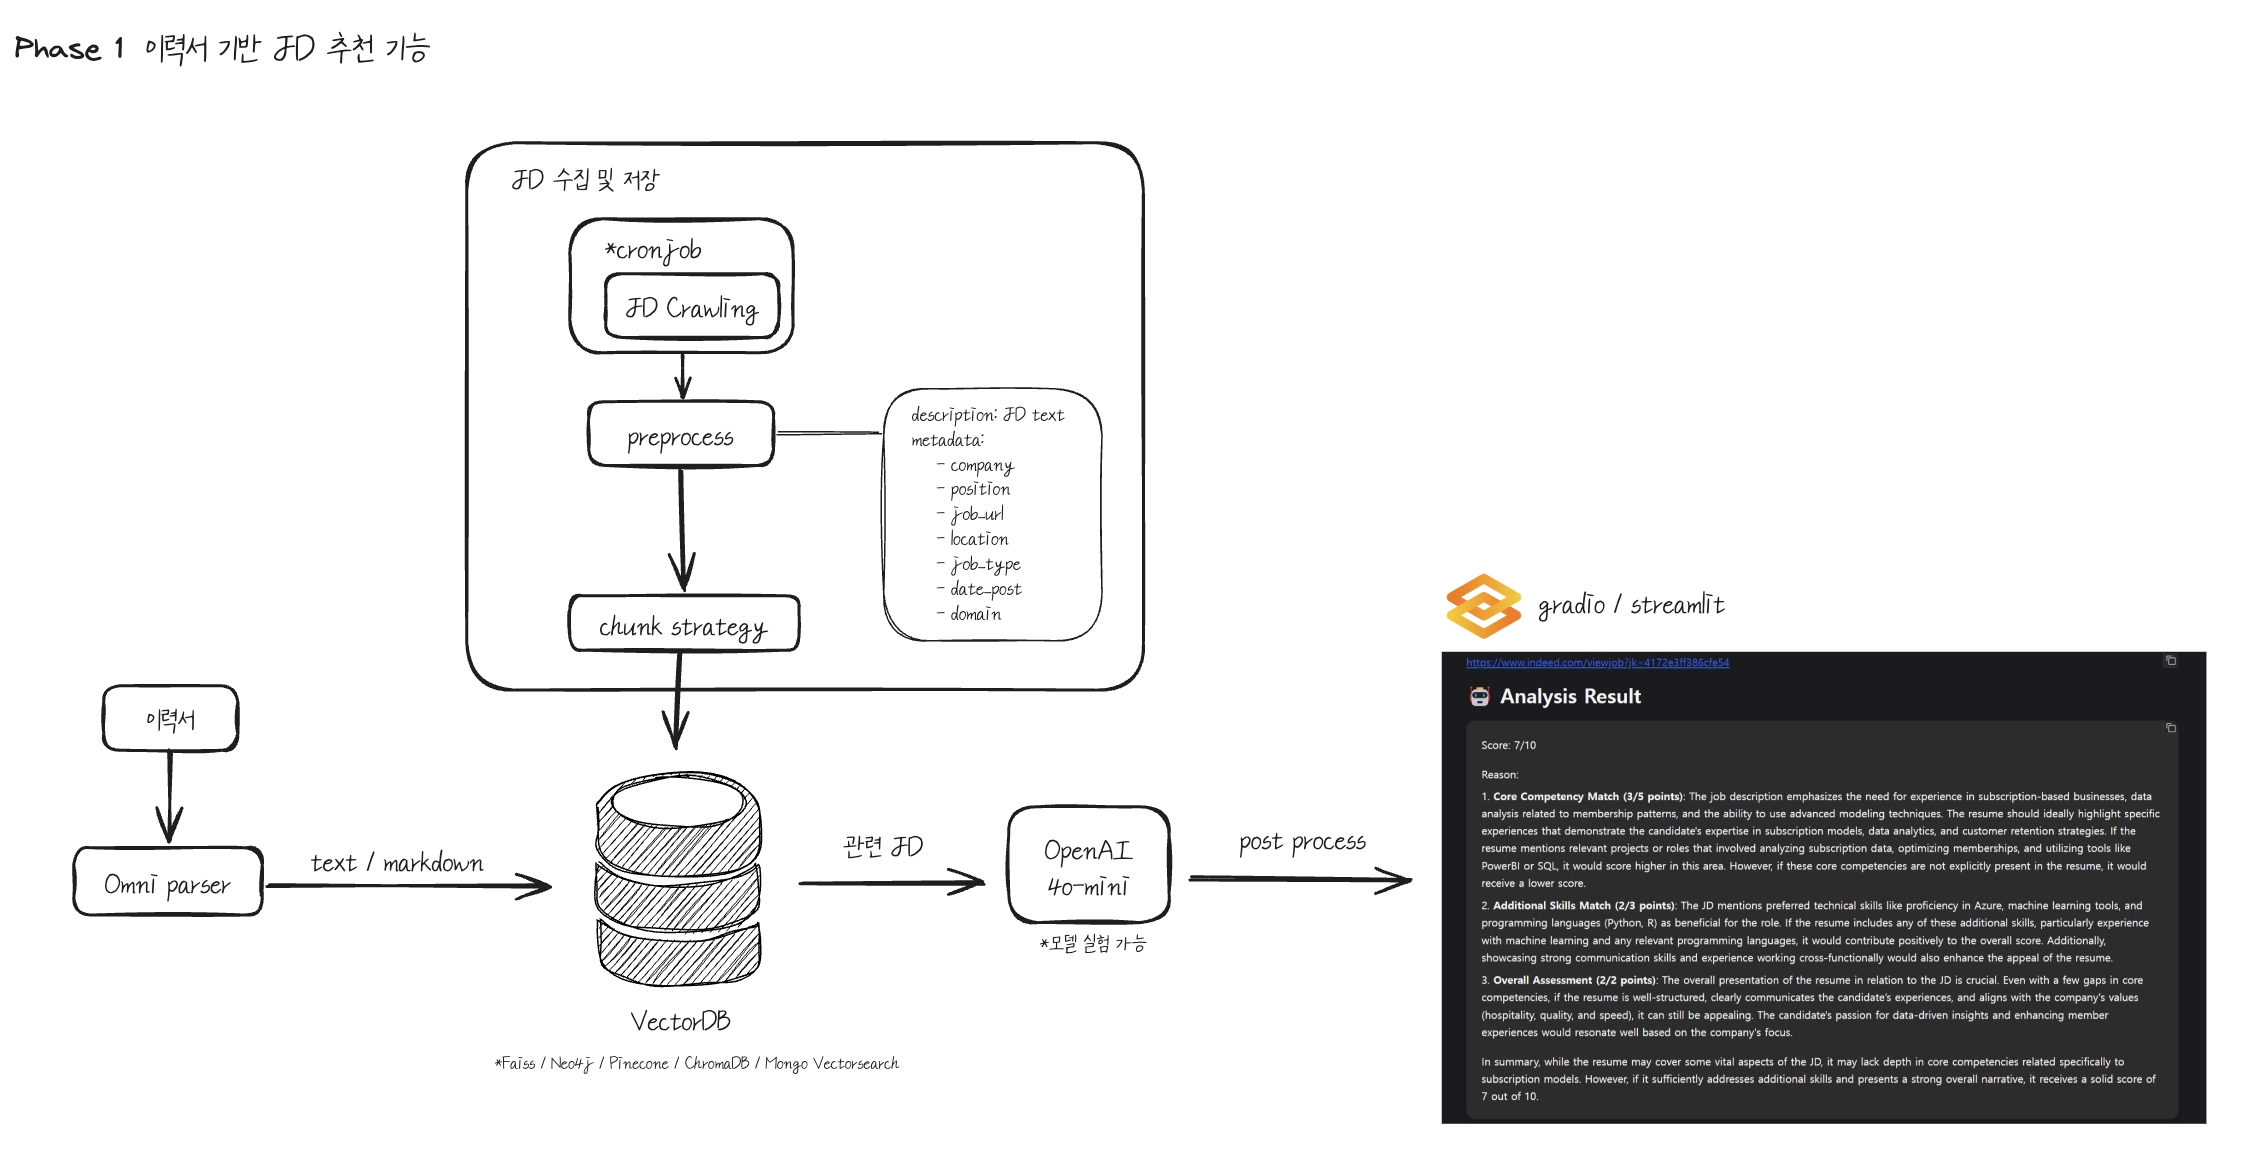 Phase 1 이력서 기반 JD 추천 기능
JD 수집 및 저장
*cronjob
JD Crawling
preprocess
description: JD text
metadata:
- company
- position
- job_url
- location
- job_type
- date_post
- domain
chunk strategy
이력서
Omni parser
text / markdown
VectorDB
*Faiss / Neo4j / Pinecone / ChromaDB / Mongo Vectorsearch
관련 JD
OpenAI
4o-mini
*모델 실험 가능
post process
gradio / streamlit
https://www.indeed.com/viewjob?jk=4172e3ff386cfe54
Analysis Result
Score: 7/10
Reason:
1. Core Competency Match (3/5 points): The job description emphasizes the need for experience in subscription-based businesses, data
analysis related to membership patterns, and the ability to use advanced modeling techniques. The resume should ideally highlight specific
experiences that demonstrate the candidate's expertise in subscription models, data analytics, and customer retention strategies. If the
resume mentions relevant projects or roles that involved analyzing subscription data, optimizing memberships, and utilizing tools like
PowerBI or SQL, it would score higher in this area. However, if these core competencies are not explicitly present in the resume, it would
receive a lower score.
2. Additional Skills Match (2/3 points): The JD mentions preferred technical skills like proficiency in Azure, machine learning tools, and
programming languages (Python, R) as beneficial for the role. If the resume includes any of these additional skills, particularly experience
with machine learning and any relevant programming languages, it would contribute positively to the overall score. Additionally,
showcasing strong communication skills and experience working cross-functionally would also enhance the appeal of the resume.
3. Overall Assessment (2/2 points): The overall presentation of the resume in relation to the JD is crucial. Even with a few gaps in core
competencies, if the resume is well-structured, clearly communicates the candidate's experiences, and aligns with the company's values
(hospitality, quality, and speed), it can still be appealing. The candidate's passion for data-driven insights and enhancing member
experiences would resonate well based on the company's focus.
In summary, while the resume may cover some vital aspects of the JD, it may lack depth in core competencies related specifically to
subscription models. However, if it sufficiently addresses additional skills and presents a strong overall narrative, it receives a solid score of
7 out of 10.